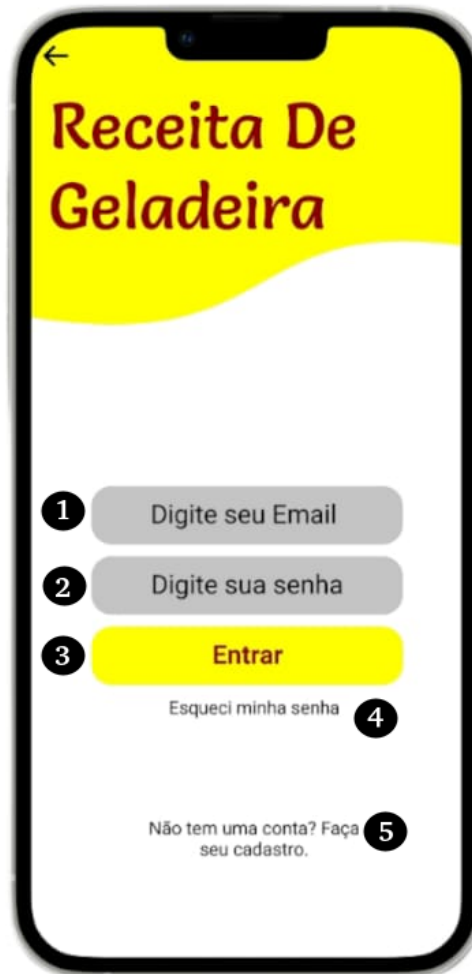 Receita De
Geladeira
1 Digite seu Email
2 Digite sua senha
3 Entrar
Esqueci minha senha 4
Não tem uma conta? Faça 5
seu cadastro.